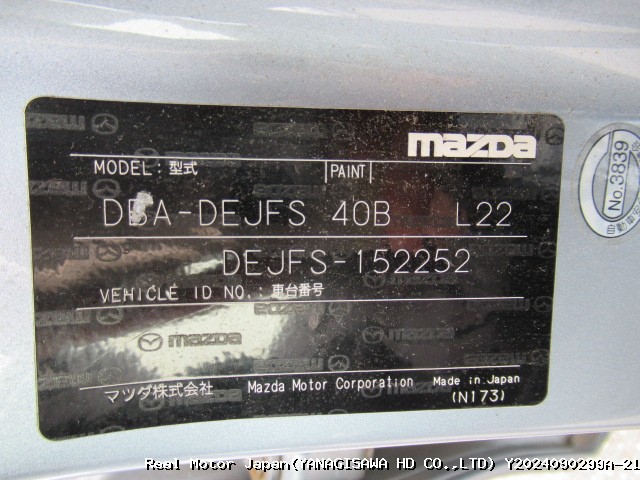 mazda
MODEL:型式 PAINT
DBA-DEJFS 40B L22
DEJFS-152252
VEHICLE ID NO.:車台番号
mazda
マツダ株式会社 Mazda Motor Corporation Made in Japan
(N173)
No.3839
Real Motor Japan(YANAGISAWA HD CO.,LTD) Y2024090299A-21